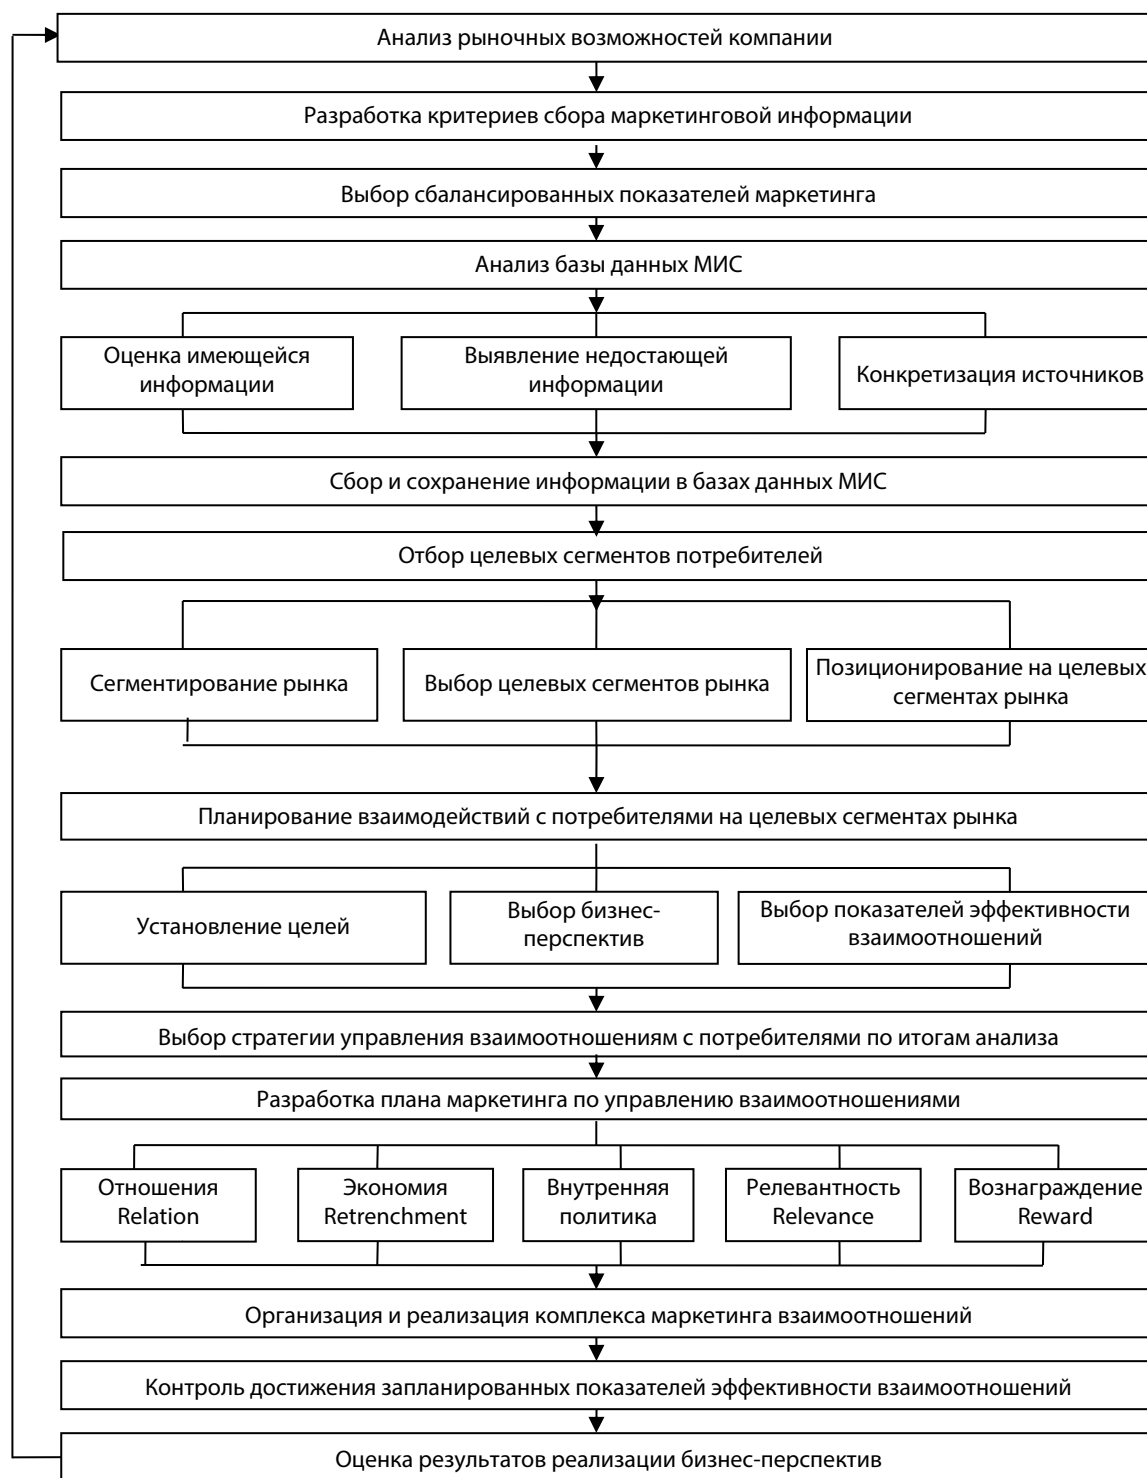 Анализ рыночных возможностей компании
Разработка критериев сбора маркетинговой информации
Выбор сбалансированных показателей маркетинга
Анализ базы данных МИС
Оценка имеющейся
информации
Выявление недостающей
информации
Конкретизация источников
Сбор и сохранение информации в базах данных МИС
Отбор целевых сегментов потребителей
Сегментирование рынка
Выбор целевых сегментов рынка
Позиционирование на целевых
сегментах рынка
Планирование взаимодействий с потребителями на целевых сегментах рынка
Установление целей
Выбор бизнес-
перспектив
Выбор показателей эффективности
взаимоотношений
Выбор стратегии управления взаимоотношениям с потребителями по итогам анализа
Разработка плана маркетинга по управлению взаимоотношениями
Отношения
Relation
Экономия
Retrenchment
Внутренняя
политика
Релевантность
Relevance
Вознаграждение
Reward
Организация и реализация комплекса маркетинга взаимоотношений
Контроль достижения запланированных показателей эффективности взаимоотношений
Оценка результатов реализации бизнес-перспектив